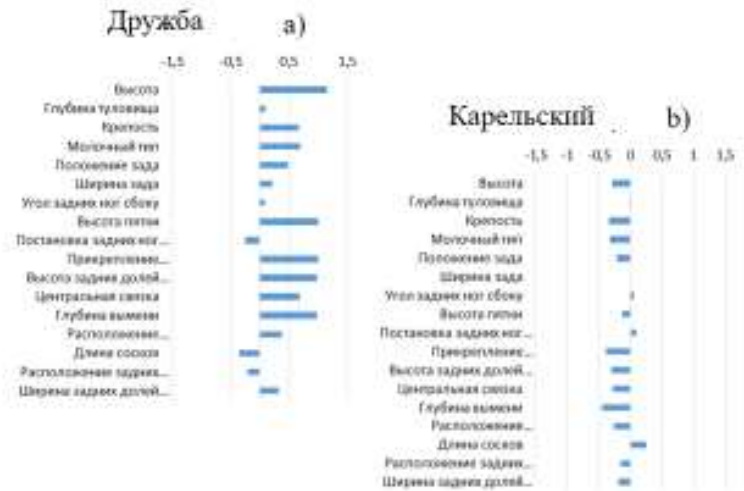 Дружба a)
-1,5 -0,5 0,5 1,5
Высота
Глубина туловища
Крепость
Молочный тип
Положение зада
Ширина зада
Угол задних ног сбоку
Высота пятки
Постановка задних ног...
Прикрепление...
Высота задних долей...
Центральная связка
Глубина вымени
Расположение...
Длина сосков
Расположение задних...
Ширина задних долей...
Карельский b)
-1,5 -1 -0,5 0 0,5 1 1,5
Высота
Глубина туловища
Крепость
Молочный тип
Положение зада
Ширина зада
Угол задних ног сбоку
Высота пятки
Постановка задних ног...
Прикрепление...
Высота задних долей...
Центральная связка
Глубина вымени
Расположение...
Длина сосков
Расположение задних...
Ширина задних долей...